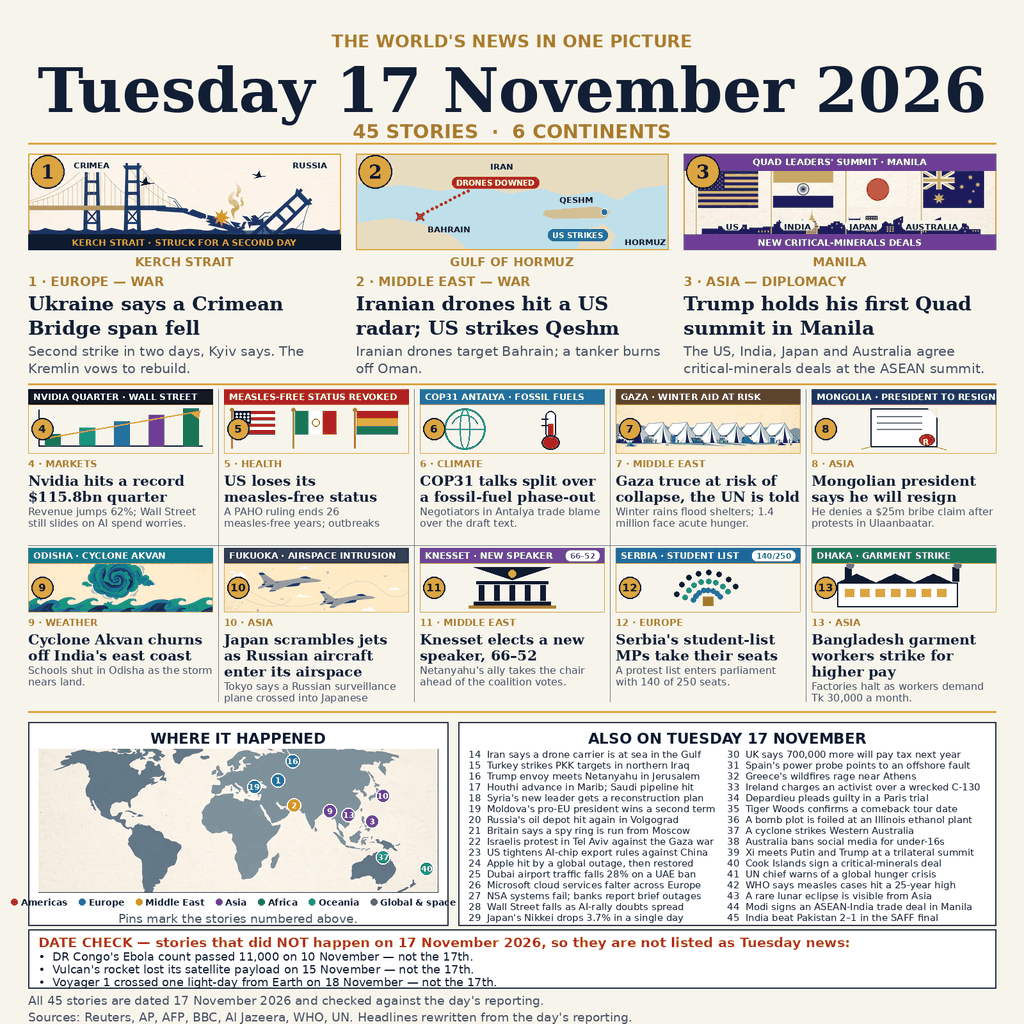 THE WORLD'S NEWS IN ONE PICTURE
Tuesday 17 November 2026
45 STORIES · 6 CONTINENTS
1
CRIMEA
RUSSIA
KERCH STRAIT · STRUCK FOR A SECOND DAY
KERCH STRAIT
1 · EUROPE — WAR
Ukraine says a Crimean
Bridge span fell
Second strike in two days, Kyiv says. The
Kremlin vows to rebuild.
2
IRAN
DRONES DOWNED
QESHM
BAHRAIN
US STRIKES
HORMUZ
GULF OF HORMUZ
2 · MIDDLE EAST — WAR
Iranian drones hit a US
radar; US strikes Qeshm
Iranian drones target Bahrain; a tanker burns
off Oman.
3
QUAD LEADERS' SUMMIT · MANILA
US
INDIA
JAPAN
AUSTRALIA
NEW CRITICAL-MINERALS DEALS
MANILA
3 · ASIA — DIPLOMACY
Trump holds his first Quad
summit in Manila
The US, India, Japan and Australia agree
critical-minerals deals at the ASEAN summit.
NVIDIA QUARTER · WALL STREET
4
4 · MARKETS
Nvidia hits a record
$115.8bn quarter
Revenue jumps 62%; Wall Street
still slides on AI spend worries.
MEASLES-FREE STATUS REVOKED
5
5 · HEALTH
US loses its
measles-free status
A PAHO ruling ends 26
measles-free years; outbreaks
COP31 ANTALYA · FOSSIL FUELS
6
6 · CLIMATE
COP31 talks split over
a fossil-fuel phase-out
Negotiators in Antalya trade blame
over the draft text.
GAZA · WINTER AID AT RISK
7
7 · MIDDLE EAST
Gaza truce at risk of
collapse, the UN is told
Winter rains flood shelters; 1.4
million face acute hunger.
MONGOLIA · PRESIDENT TO RESIGN
8
R
8 · ASIA
Mongolian president
says he will resign
He denies a $25m bribe claim after
protests in Ulaanbaatar.
ODISHA · CYCLONE AKVAN
9
9 · WEATHER
Cyclone Akvan churns
off India's east coast
Schools shut in Odisha as the storm
nears land.
FUKUOKA · AIRSPACE INTRUSION
10
10 · ASIA
Japan scrambles jets
as Russian aircraft
enter its airspace
Tokyo says a Russian surveillance
plane crossed into Japanese
KNESSET · NEW SPEAKER
66-52
11
11 · MIDDLE EAST
Knesset elects a new
speaker, 66–52
Netanyahu's ally takes the chair
ahead of the coalition votes.
SERBIA · STUDENT LIST
140/250
12
12 · EUROPE
Serbia's student-list
MPs take their seats
A protest list enters parliament
with 140 of 250 seats.
DHAKA · GARMENT STRIKE
13
13 · ASIA
Bangladesh garment
workers strike for
higher pay
Factories halt as workers demand
Tk 30,000 a month.
WHERE IT HAPPENED
16
1
19
2
10
9
13
3
37
40
Americas
Europe
Middle East
Asia
Africa
Oceania
Global & space
Pins mark the stories numbered above.
ALSO ON TUESDAY 17 NOVEMBER
14 Iran says a drone carrier is at sea in the Gulf
15 Turkey strikes PKK targets in northern Iraq
16 Trump envoy meets Netanyahu in Jerusalem
17 Houthi advance in Marib; Saudi pipeline hit
18 Syria's new leader gets a reconstruction plan
19 Moldova's pro-EU president wins a second term
20 Russia's oil depot hit again in Volgograd
21 Britain says a spy ring is run from Moscow
22 Israelis protest in Tel Aviv against the Gaza war
23 US tightens AI-chip export rules against China
24 Apple hit by a global outage, then restored
25 Dubai airport traffic falls 28% on a UAE ban
26 Microsoft cloud services falter across Europe
27 NSA systems fail; banks report brief outages
28 Wall Street falls as AI-rally doubts spread
29 Japan's Nikkei drops 3.7% in a single day
30 UK says 700,000 more will pay tax next year
31 Spain's power probe points to an offshore fault
32 Greece's wildfires rage near Athens
33 Ireland charges an activist over a wrecked C-130
34 Depardieu pleads guilty in a Paris trial
35 Tiger Woods confirms a comeback tour date
36 A bomb plot is foiled at an Illinois ethanol plant
37 A cyclone strikes Western Australia
38 Australia bans social media for under-16s
39 Xi meets Putin and Trump at a trilateral summit
40 Cook Islands sign a critical-minerals deal
41 UN chief warns of a global hunger crisis
42 WHO says measles cases hit a 25-year high
43 A rare lunar eclipse is visible from Asia
44 Modi signs an ASEAN-India trade deal in Manila
45 India beat Pakistan 2–1 in the SAFF final
DATE CHECK — stories that did NOT happen on 17 November 2026, so they are not listed as Tuesday news:
• DR Congo's Ebola count passed 11,000 on 10 November — not the 17th.
• Vulcan's rocket lost its satellite payload on 15 November — not the 17th.
• Voyager 1 crossed one light-day from Earth on 18 November — not the 17th.
All 45 stories are dated 17 November 2026 and checked against the day's reporting.
Sources: Reuters, AP, AFP, BBC, Al Jazeera, WHO, UN. Headlines rewritten from the day's reporting.